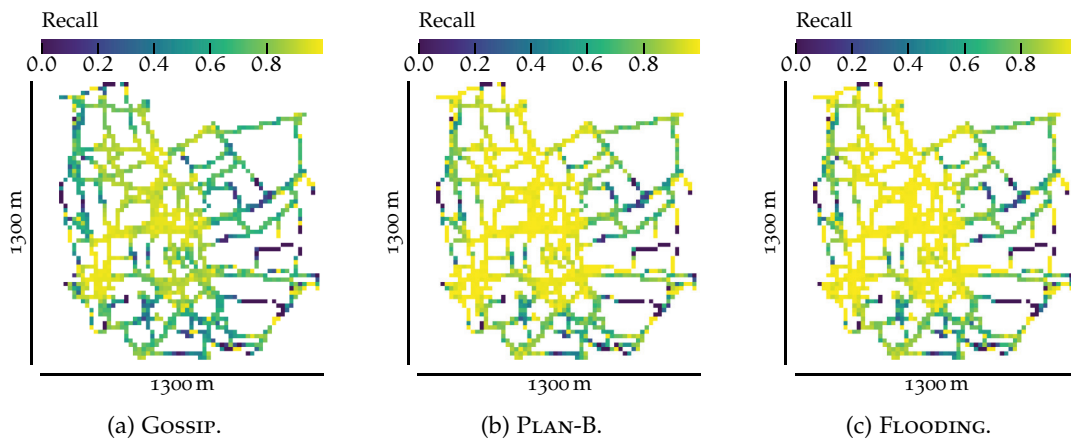 Recall Recall Recall
0.0 0.2 0.4 0.6 0.8 0.0 0.2 0.4 0.6 0.8 0.0 0.2 0.4 0.6 0.8
1300 m 1300 m 1300 m
1300 m 1300 m 1300 m
(a) Gossip. (b) Plan-B. (c) Flooding.